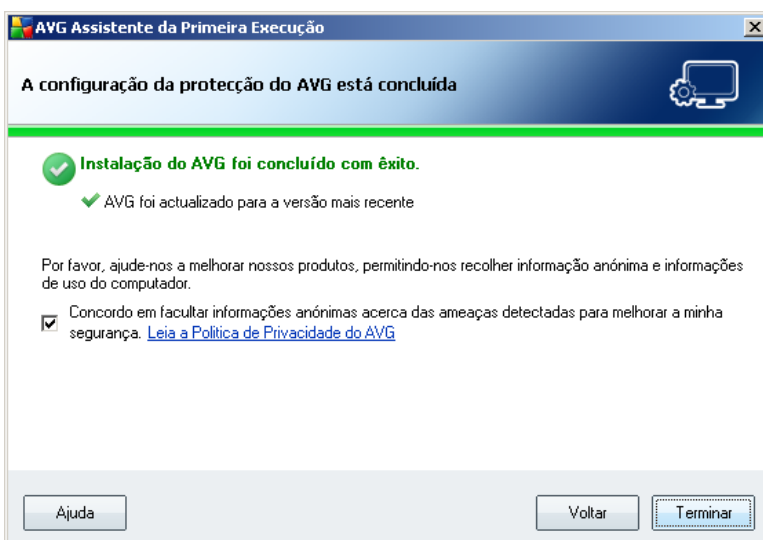 AVG Assistente da Primeira Execução
A configuração da protecção do AVG está concluída
Instalação do AVG foi concluído com êxito.
AVG foi actualizado para a versão mais recente
Por favor, ajude-nos a melhorar nossos produtos, permitindo-nos recolher informação anónima e informações
de uso do computador.
Concordo em facultar informações anónimas acerca das ameaças detectadas para melhorar a minha
segurança. Leia a Politica de Privacidade do AVG
Ajuda
Voltar
Terminar